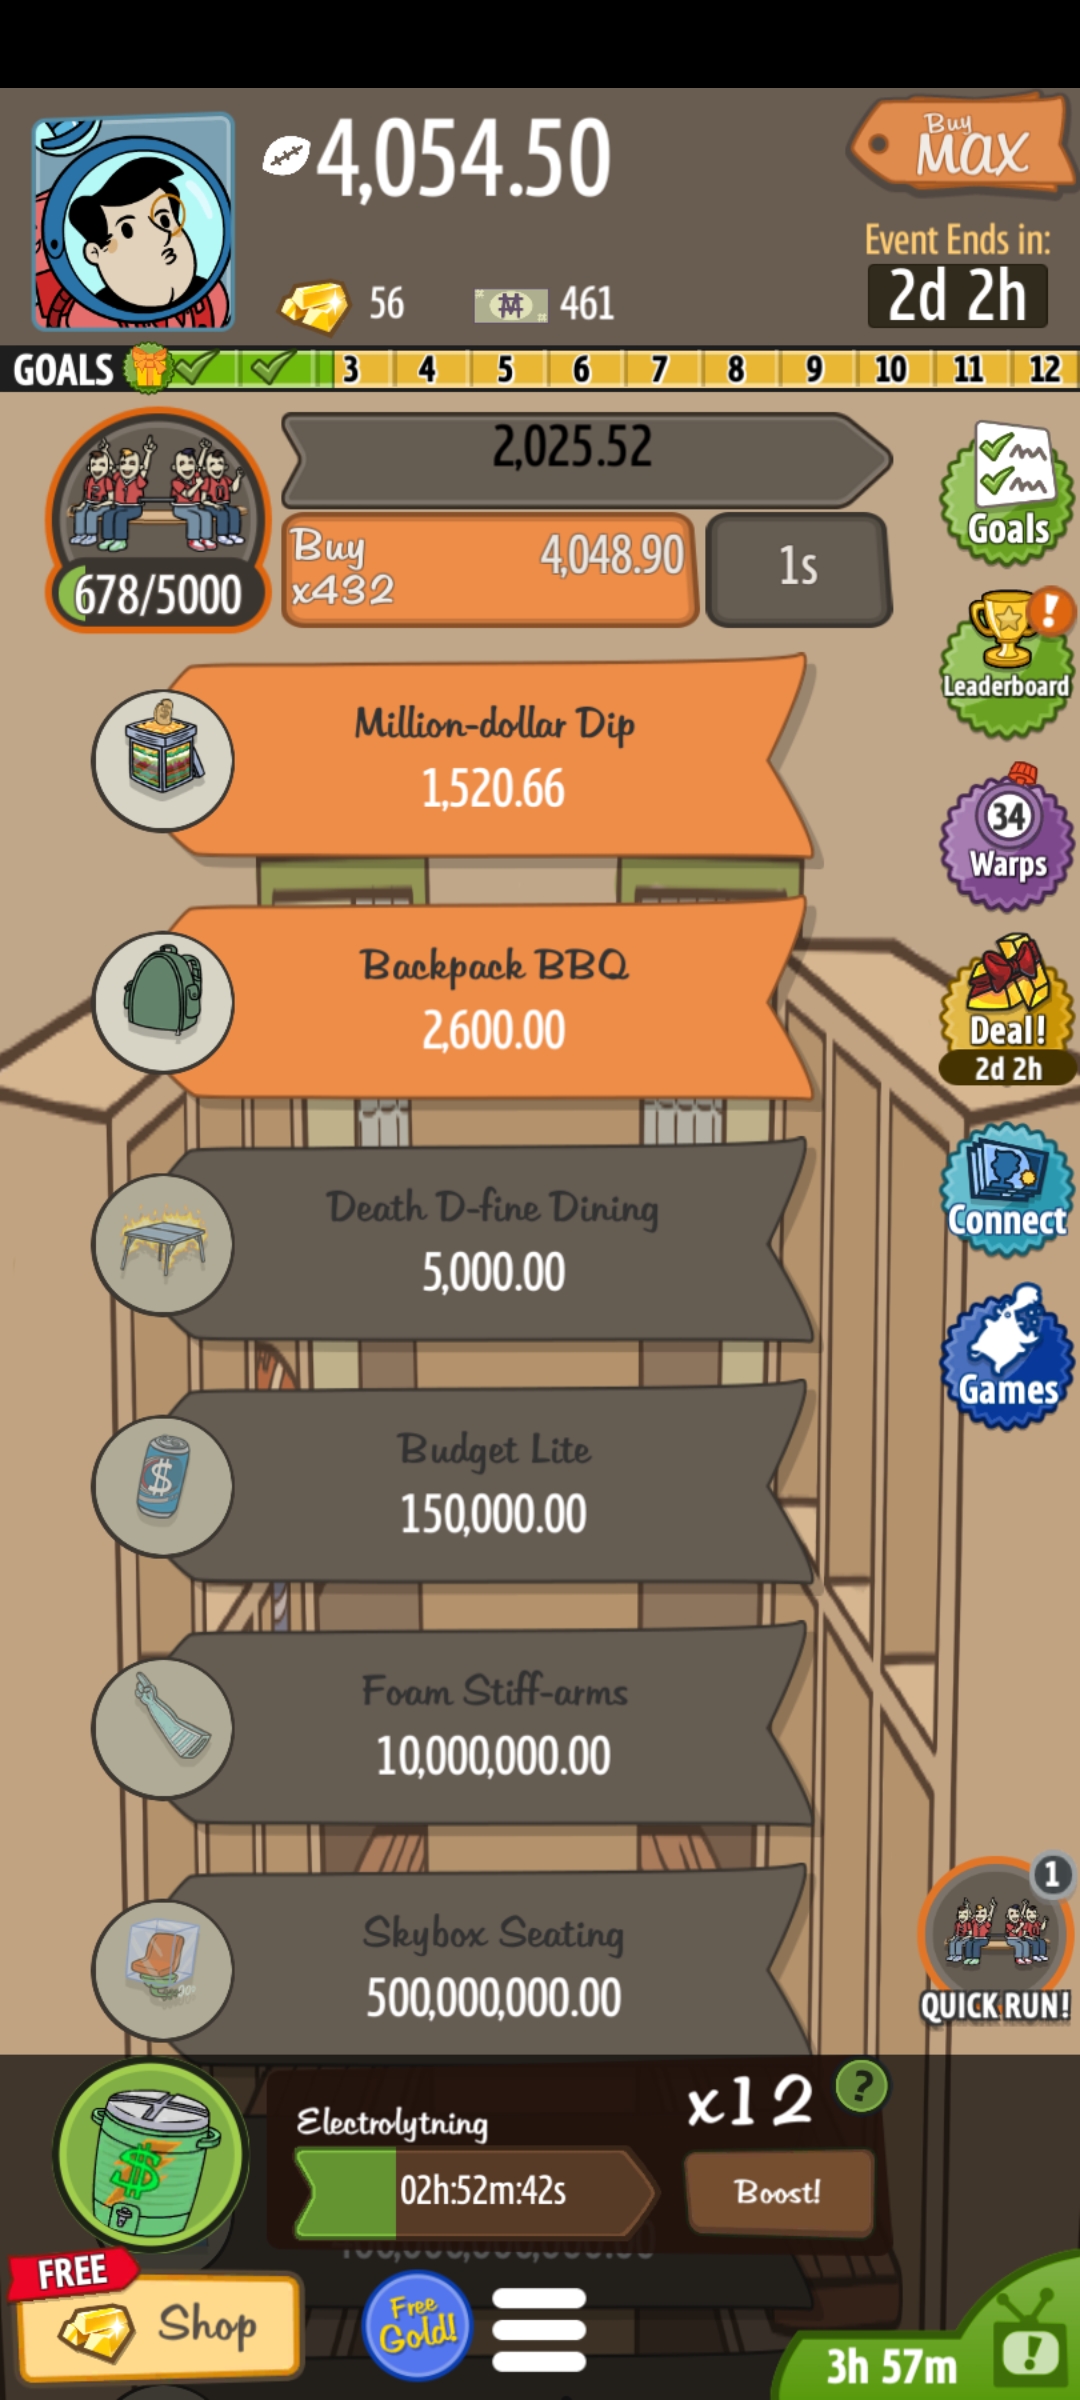 4,054.50
Buy
MAX
Event Ends in:
2d 2h
56
461
GOALS 3 4 5 6 7 8 9 10 11 12
2,025.52
Buy
x432
4,048.90
1s
678/5000
Goals
!
Leaderboard
Million-dollar Dip
1,520.66
34
Warps
Backpack BBQ
2,600.00
Deal!
2d 2h
Death D-fine Dining
5,000.00
Connect
Budget Lite
150,000.00
Games
Foam Stiff-arms
10,000,000.00
Skybox Seating
500,000,000.00
1
QUICK RUN!
Electrolytning
x12
?
02h:52m:42s
Boost!
FREE
Shop
Free
Gold!
3h 57m
!